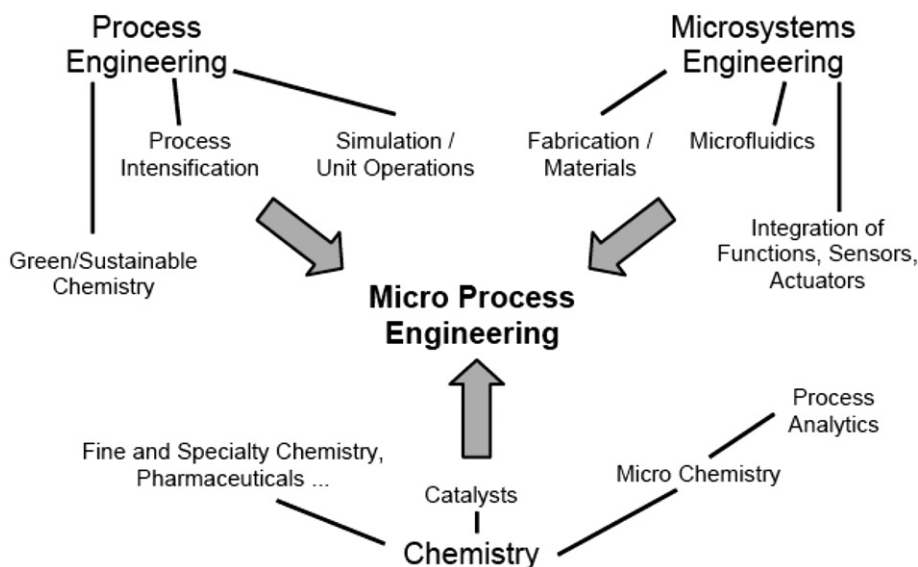 Process
Engineering
Microsystems
Engineering
Process
Intensification
Simulation /
Unit Operations
Fabrication /
Materials
Microfluidics
Green/Sustainable
Chemistry
Integration of
Functions, Sensors,
Actuators
Micro Process
Engineering
Process
Analytics
Fine and Specialty Chemistry,
Pharmaceuticals ...
Micro Chemistry
Catalysts
Chemistry